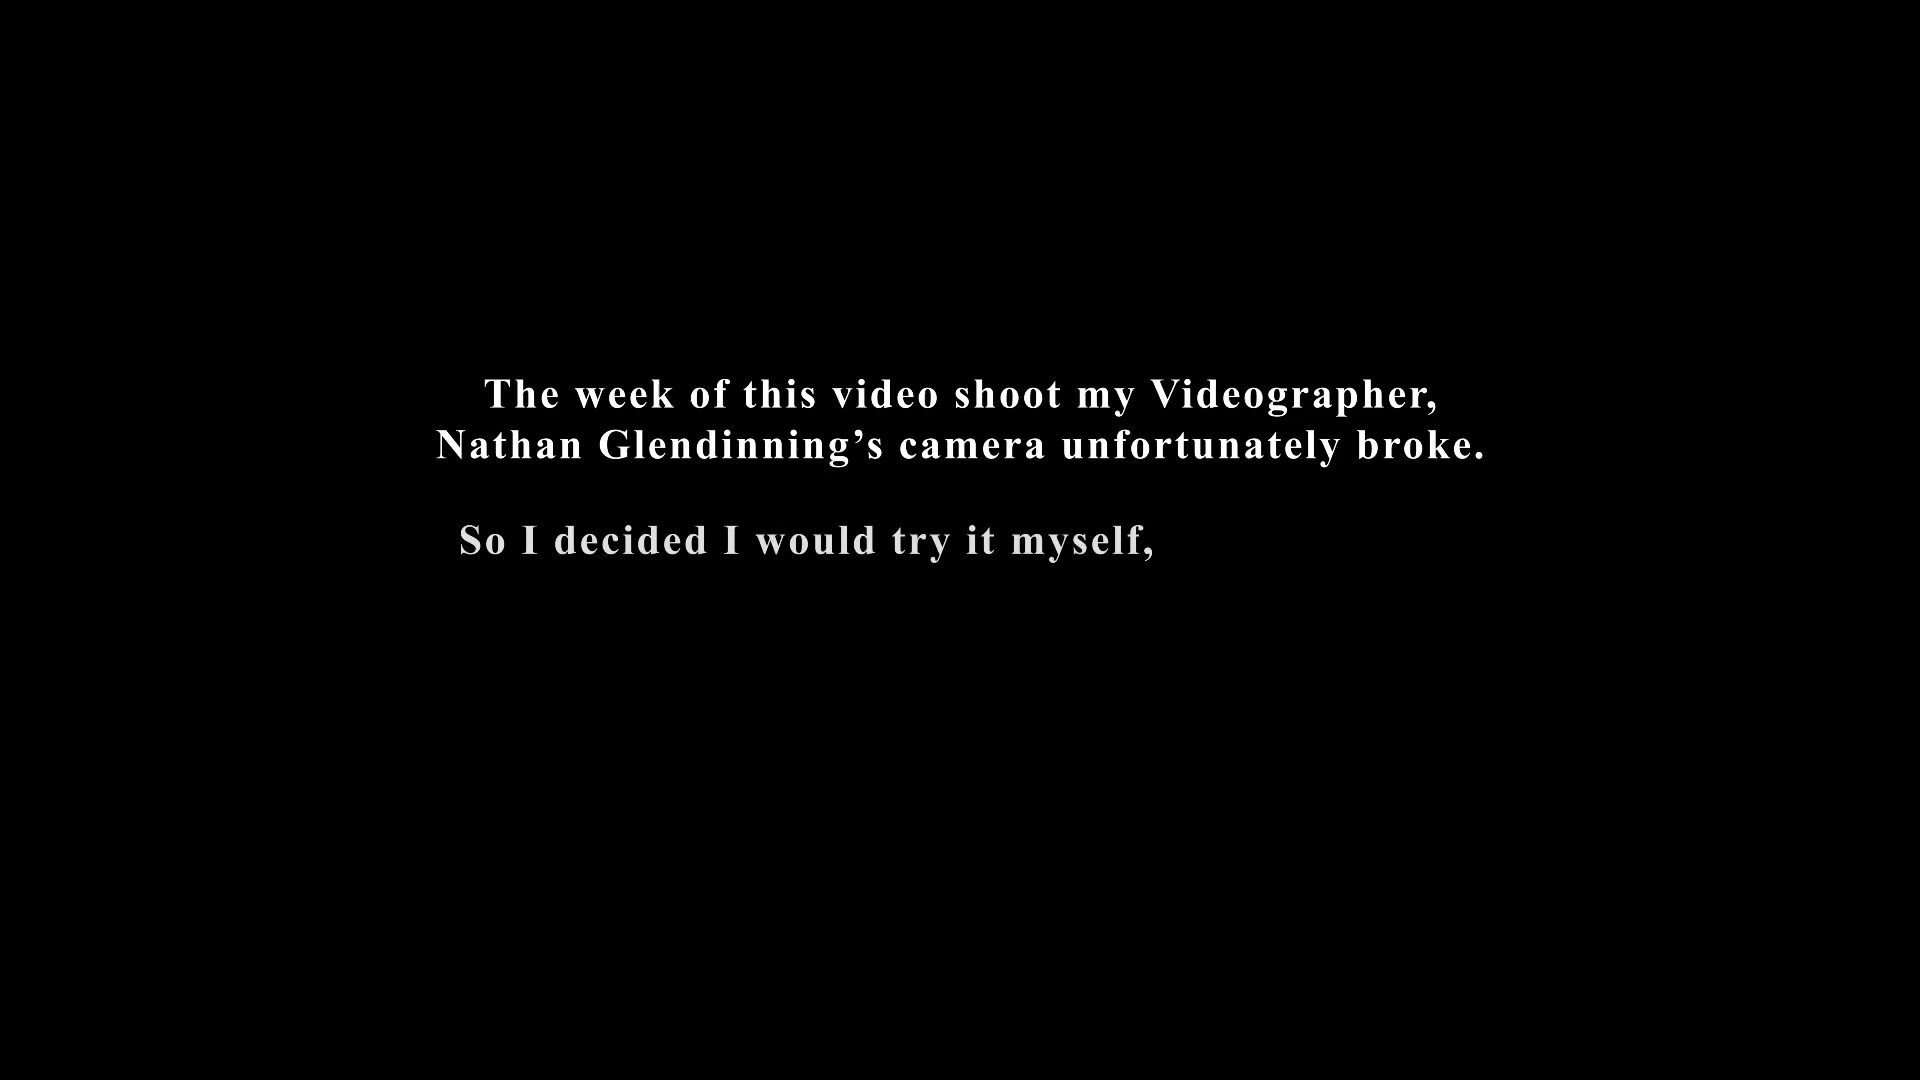 The week of this video shoot my Videographer,
Nathan Glendinning’s camera unfortunately broke.
So I decided I would try it myself,